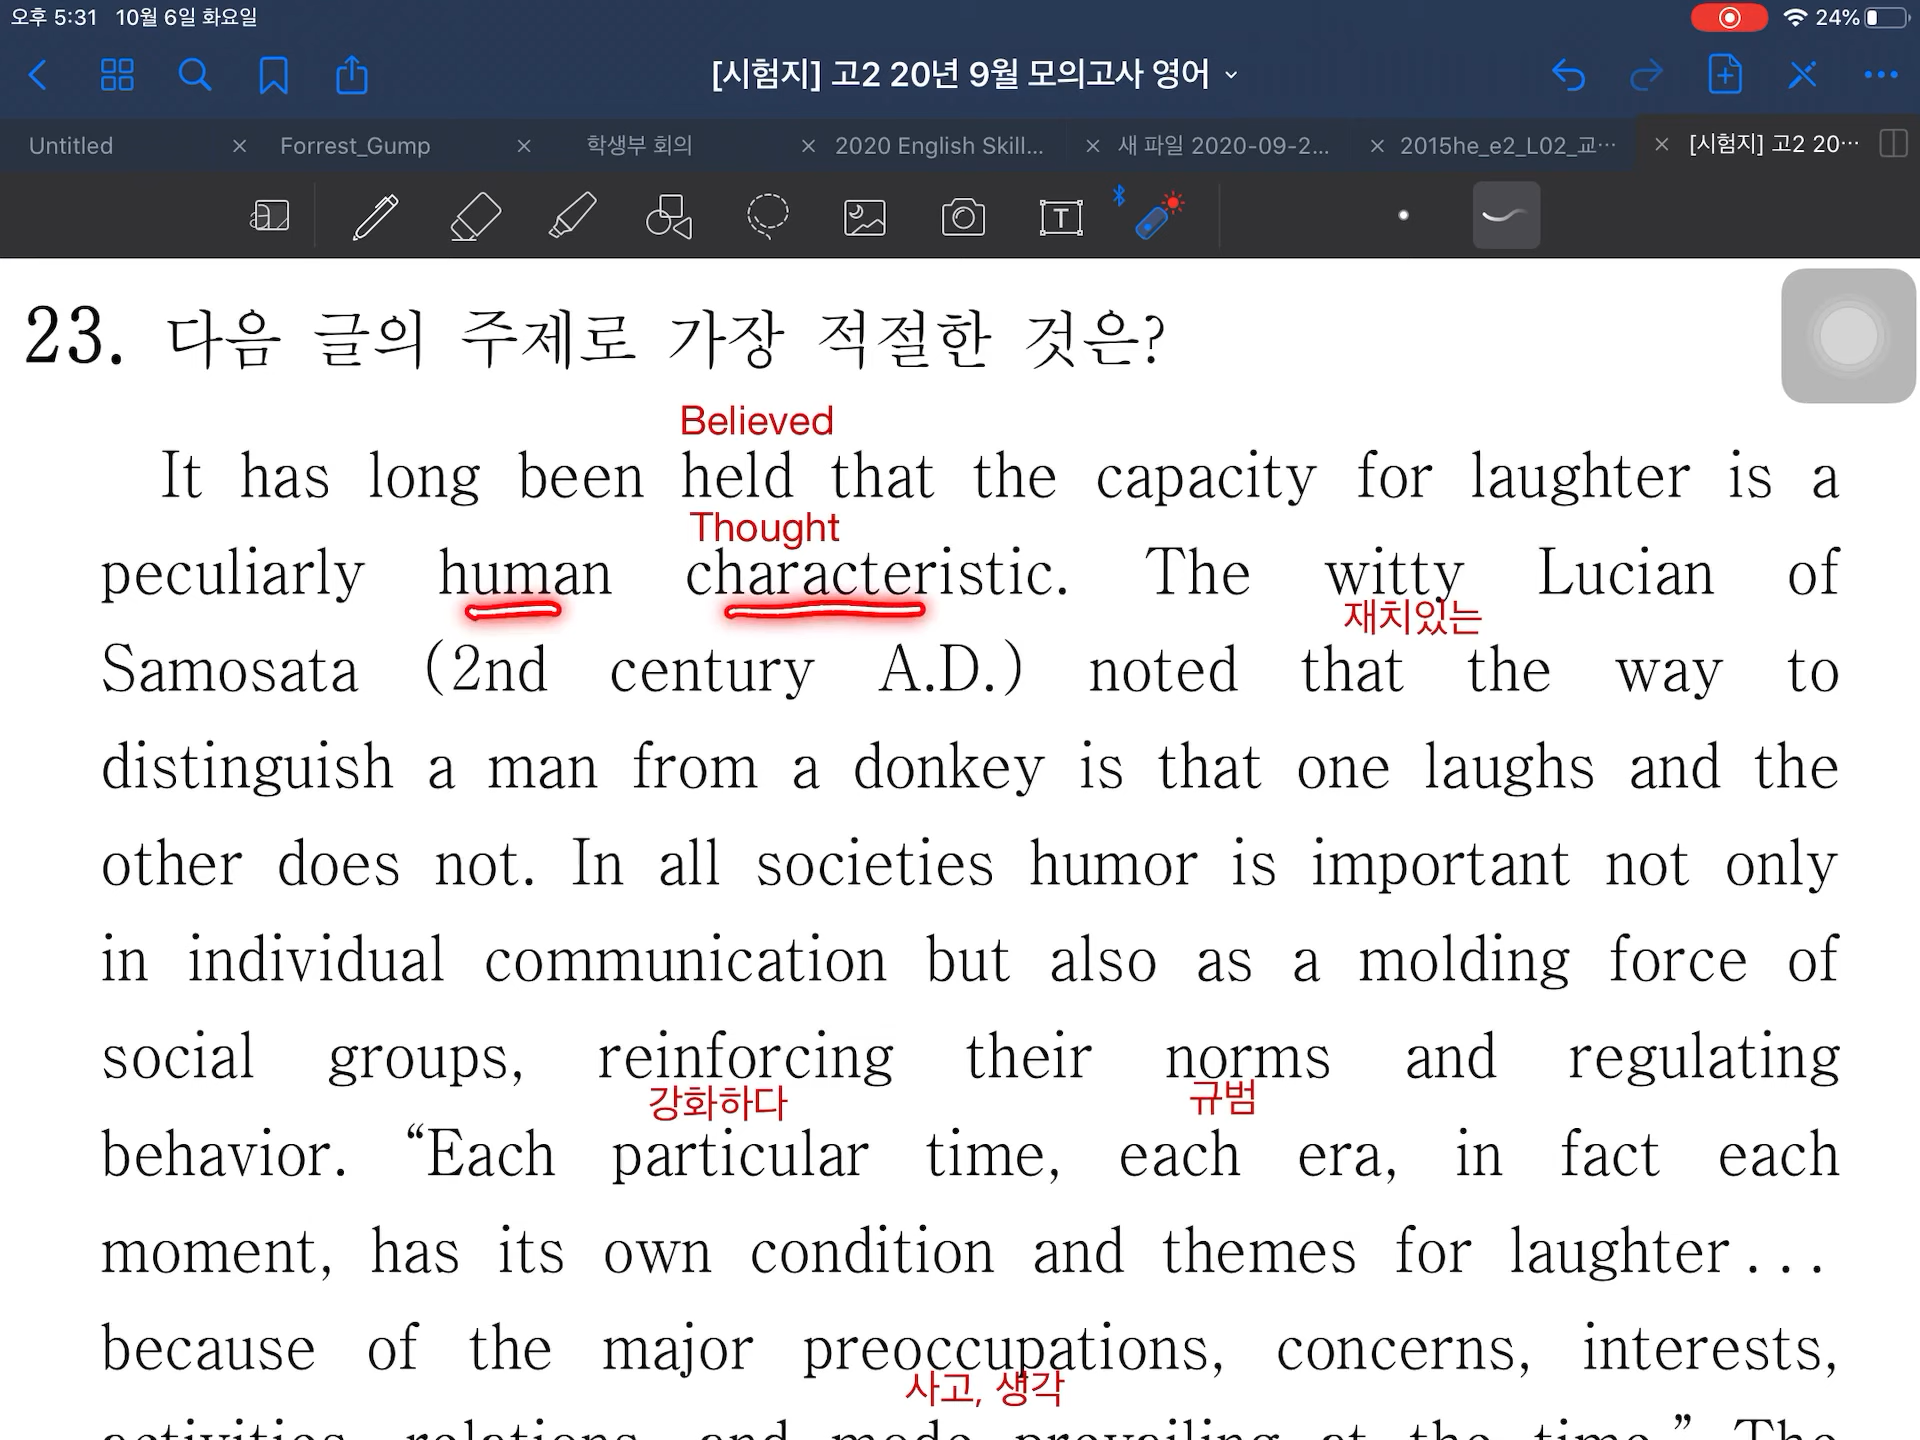 오후 5:31 10월 6일 화요일 24%
[시험지] 고2 20년 9월 모의고사 영어
Untitled Forrest_Gump 학생부 회의 2020 English Skill... 새 파일 2020-09-2... 2015he_e2_L02_교... [시험지] 고2 20...
23. 다음 글의 주제로 가장 적절한 것은?
Believed
It has long been held that the capacity for laughter is a
Thought
peculiarly human characteristic. The witty Lucian of
재치있는
Samosata (2nd century A.D.) noted that the way to
distinguish a man from a donkey is that one laughs and the
other does not. In all societies humor is important not only
in individual communication but also as a molding force of
social groups, reinforcing their norms and regulating
강화하다 규범
behavior. “Each particular time, each era, in fact each
moment, has its own condition and themes for laughter...
because of the major preoccupations, concerns, interests,
사고, 생각
activities, relations, and mode prevailing at the time.” The